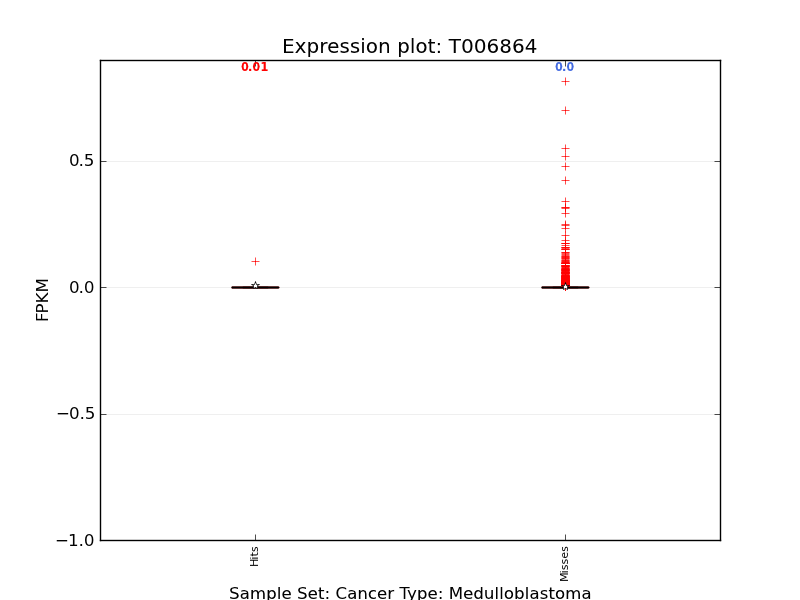 Expression plot: T006864
0.01
0.0
0.5
0.0
−0.5
−1.0
FPKM
Hits
Misses
Sample Set: Cancer Type: Medulloblastoma